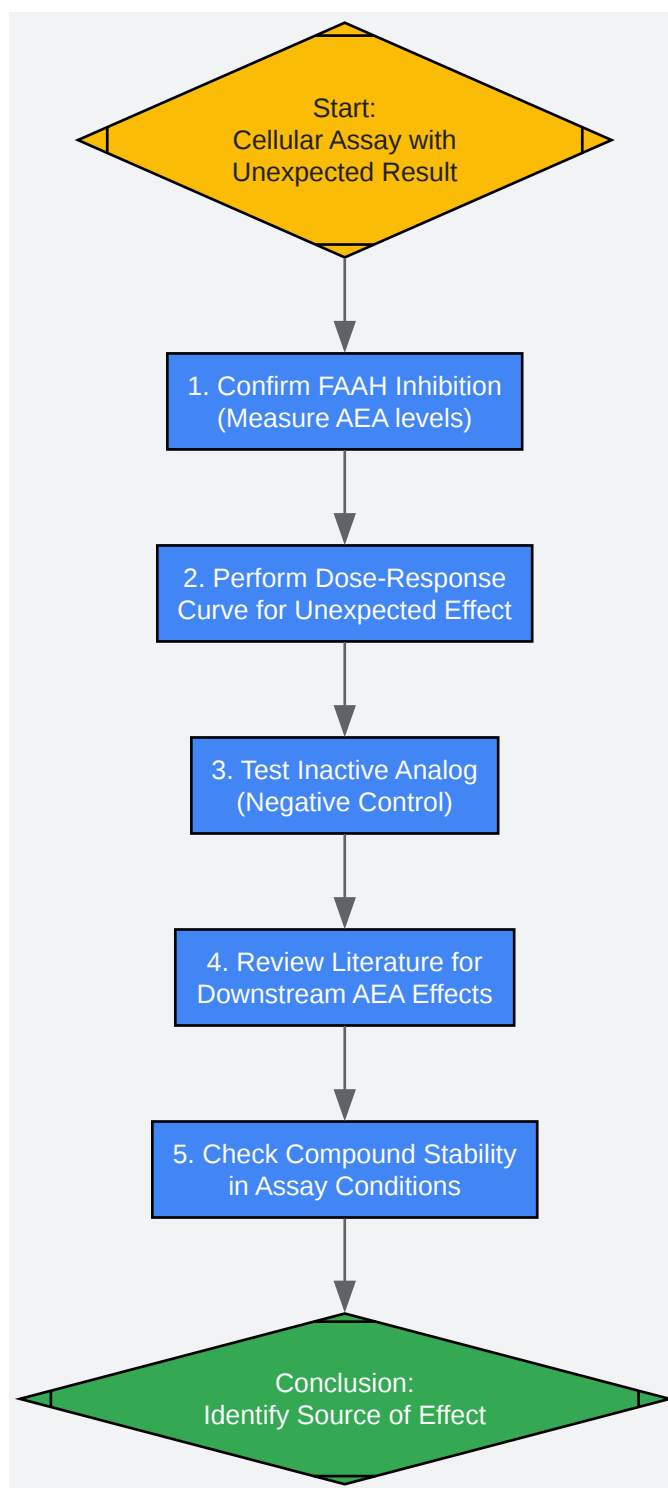 Start:
Cellular Assay with
Unexpected Result
1. Confirm FAAH Inhibition
(Measure AEA levels)
2. Perform Dose-Response
Curve for Unexpected Effect
3. Test Inactive Analog
(Negative Control)
4. Review Literature for
Downstream AEA Effects
5. Check Compound Stability
in Assay Conditions
Conclusion:
Identify Source of Effect